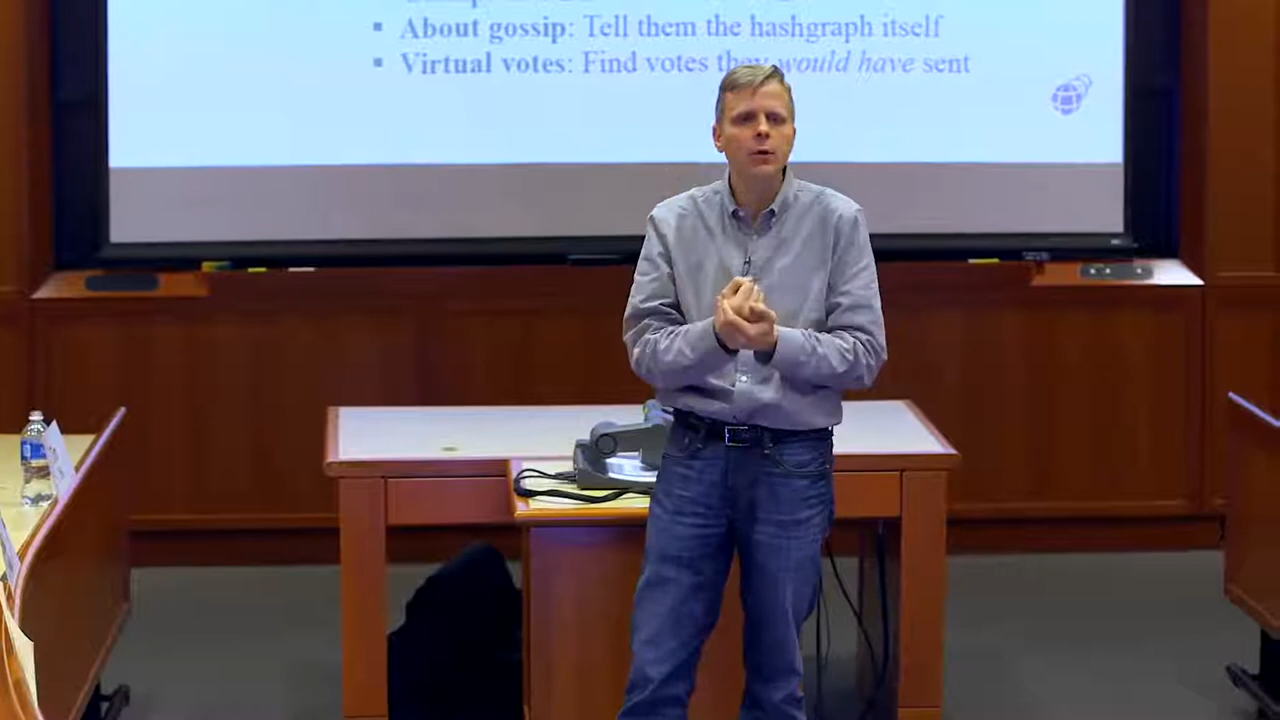 ▪ About gossip: Tell them the hashgraph itself
▪ Virtual votes: Find votes they would have sent